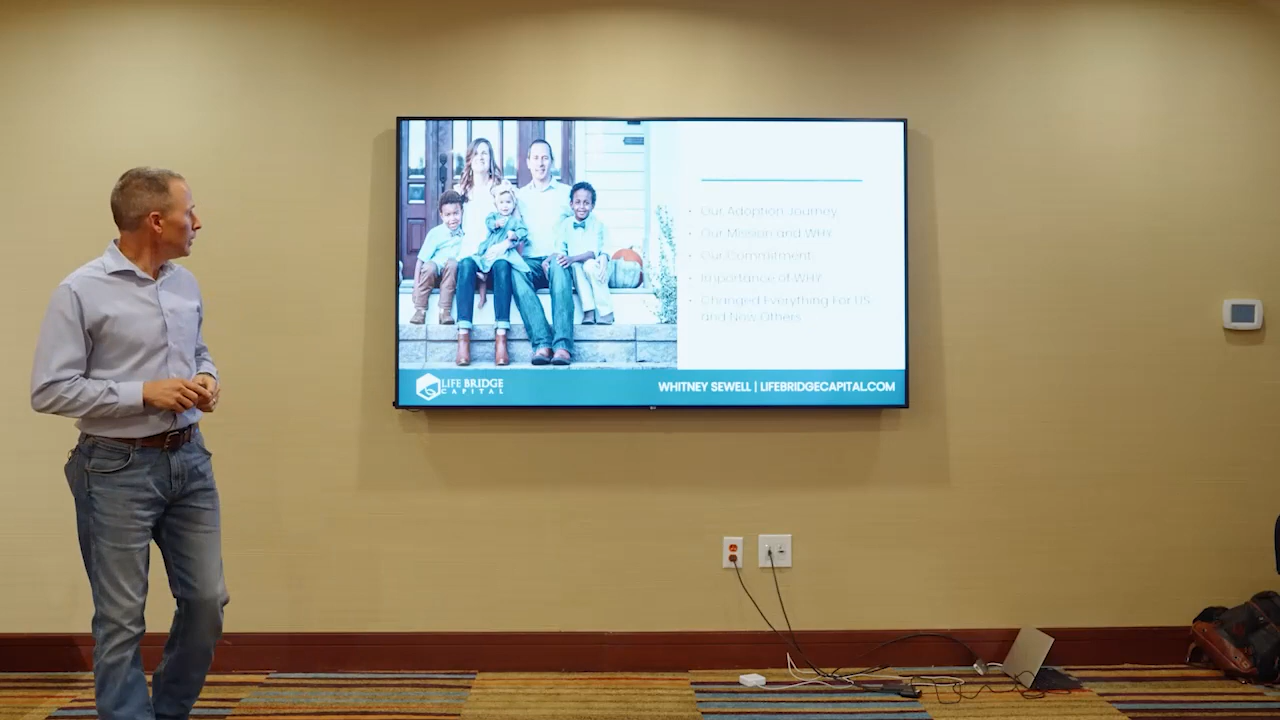 • Our Adoption Journey
• Our Mission and WHY
• Our Commitment
• Importance of WHY
• Changed Everything For US
and Now Others
LIFE BRIDGE
CAPITAL
WHITNEY SEWELL | LIFEBRIDGECAPITAL.COM